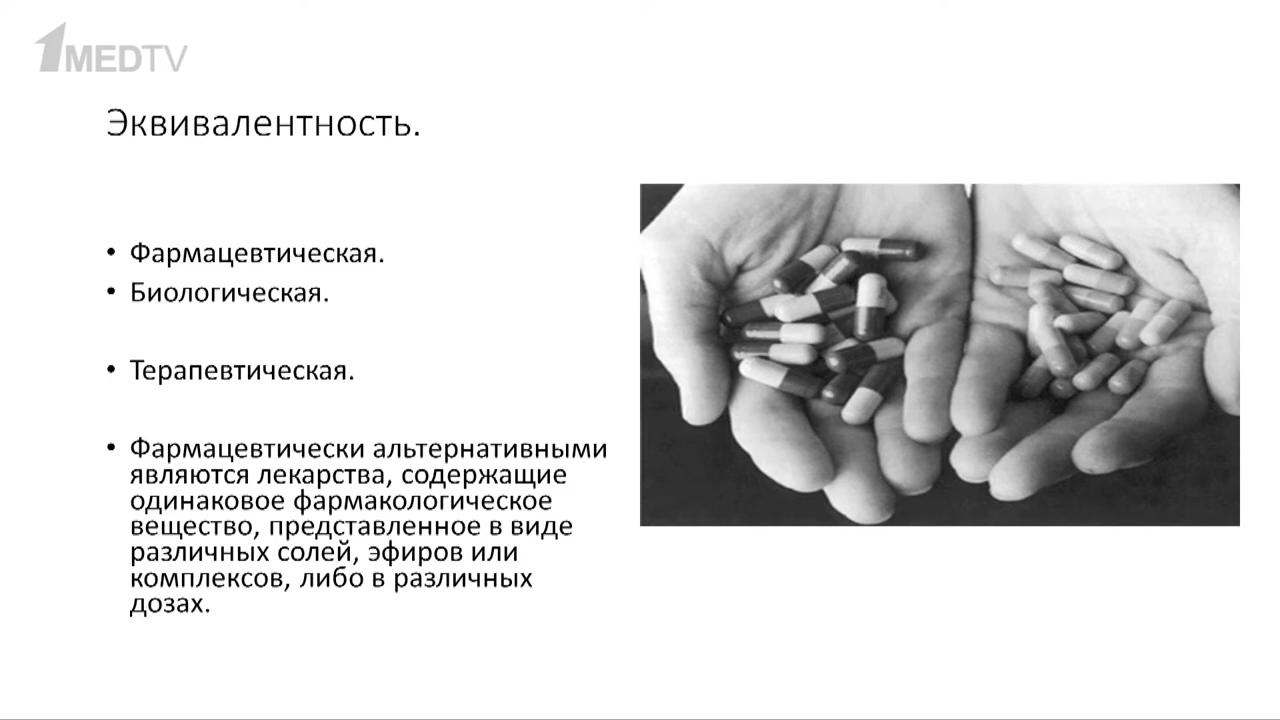 1MEDTV
Эквивалентность.
• Фармацевтическая.
• Биологическая.
• Терапевтическая.
• Фармацевтически альтернативными
являются лекарства, содержащие
одинаковое фармакологическое
вещество, представленное в виде
различных солей, эфиров или
комплексов, либо в различных
дозах.